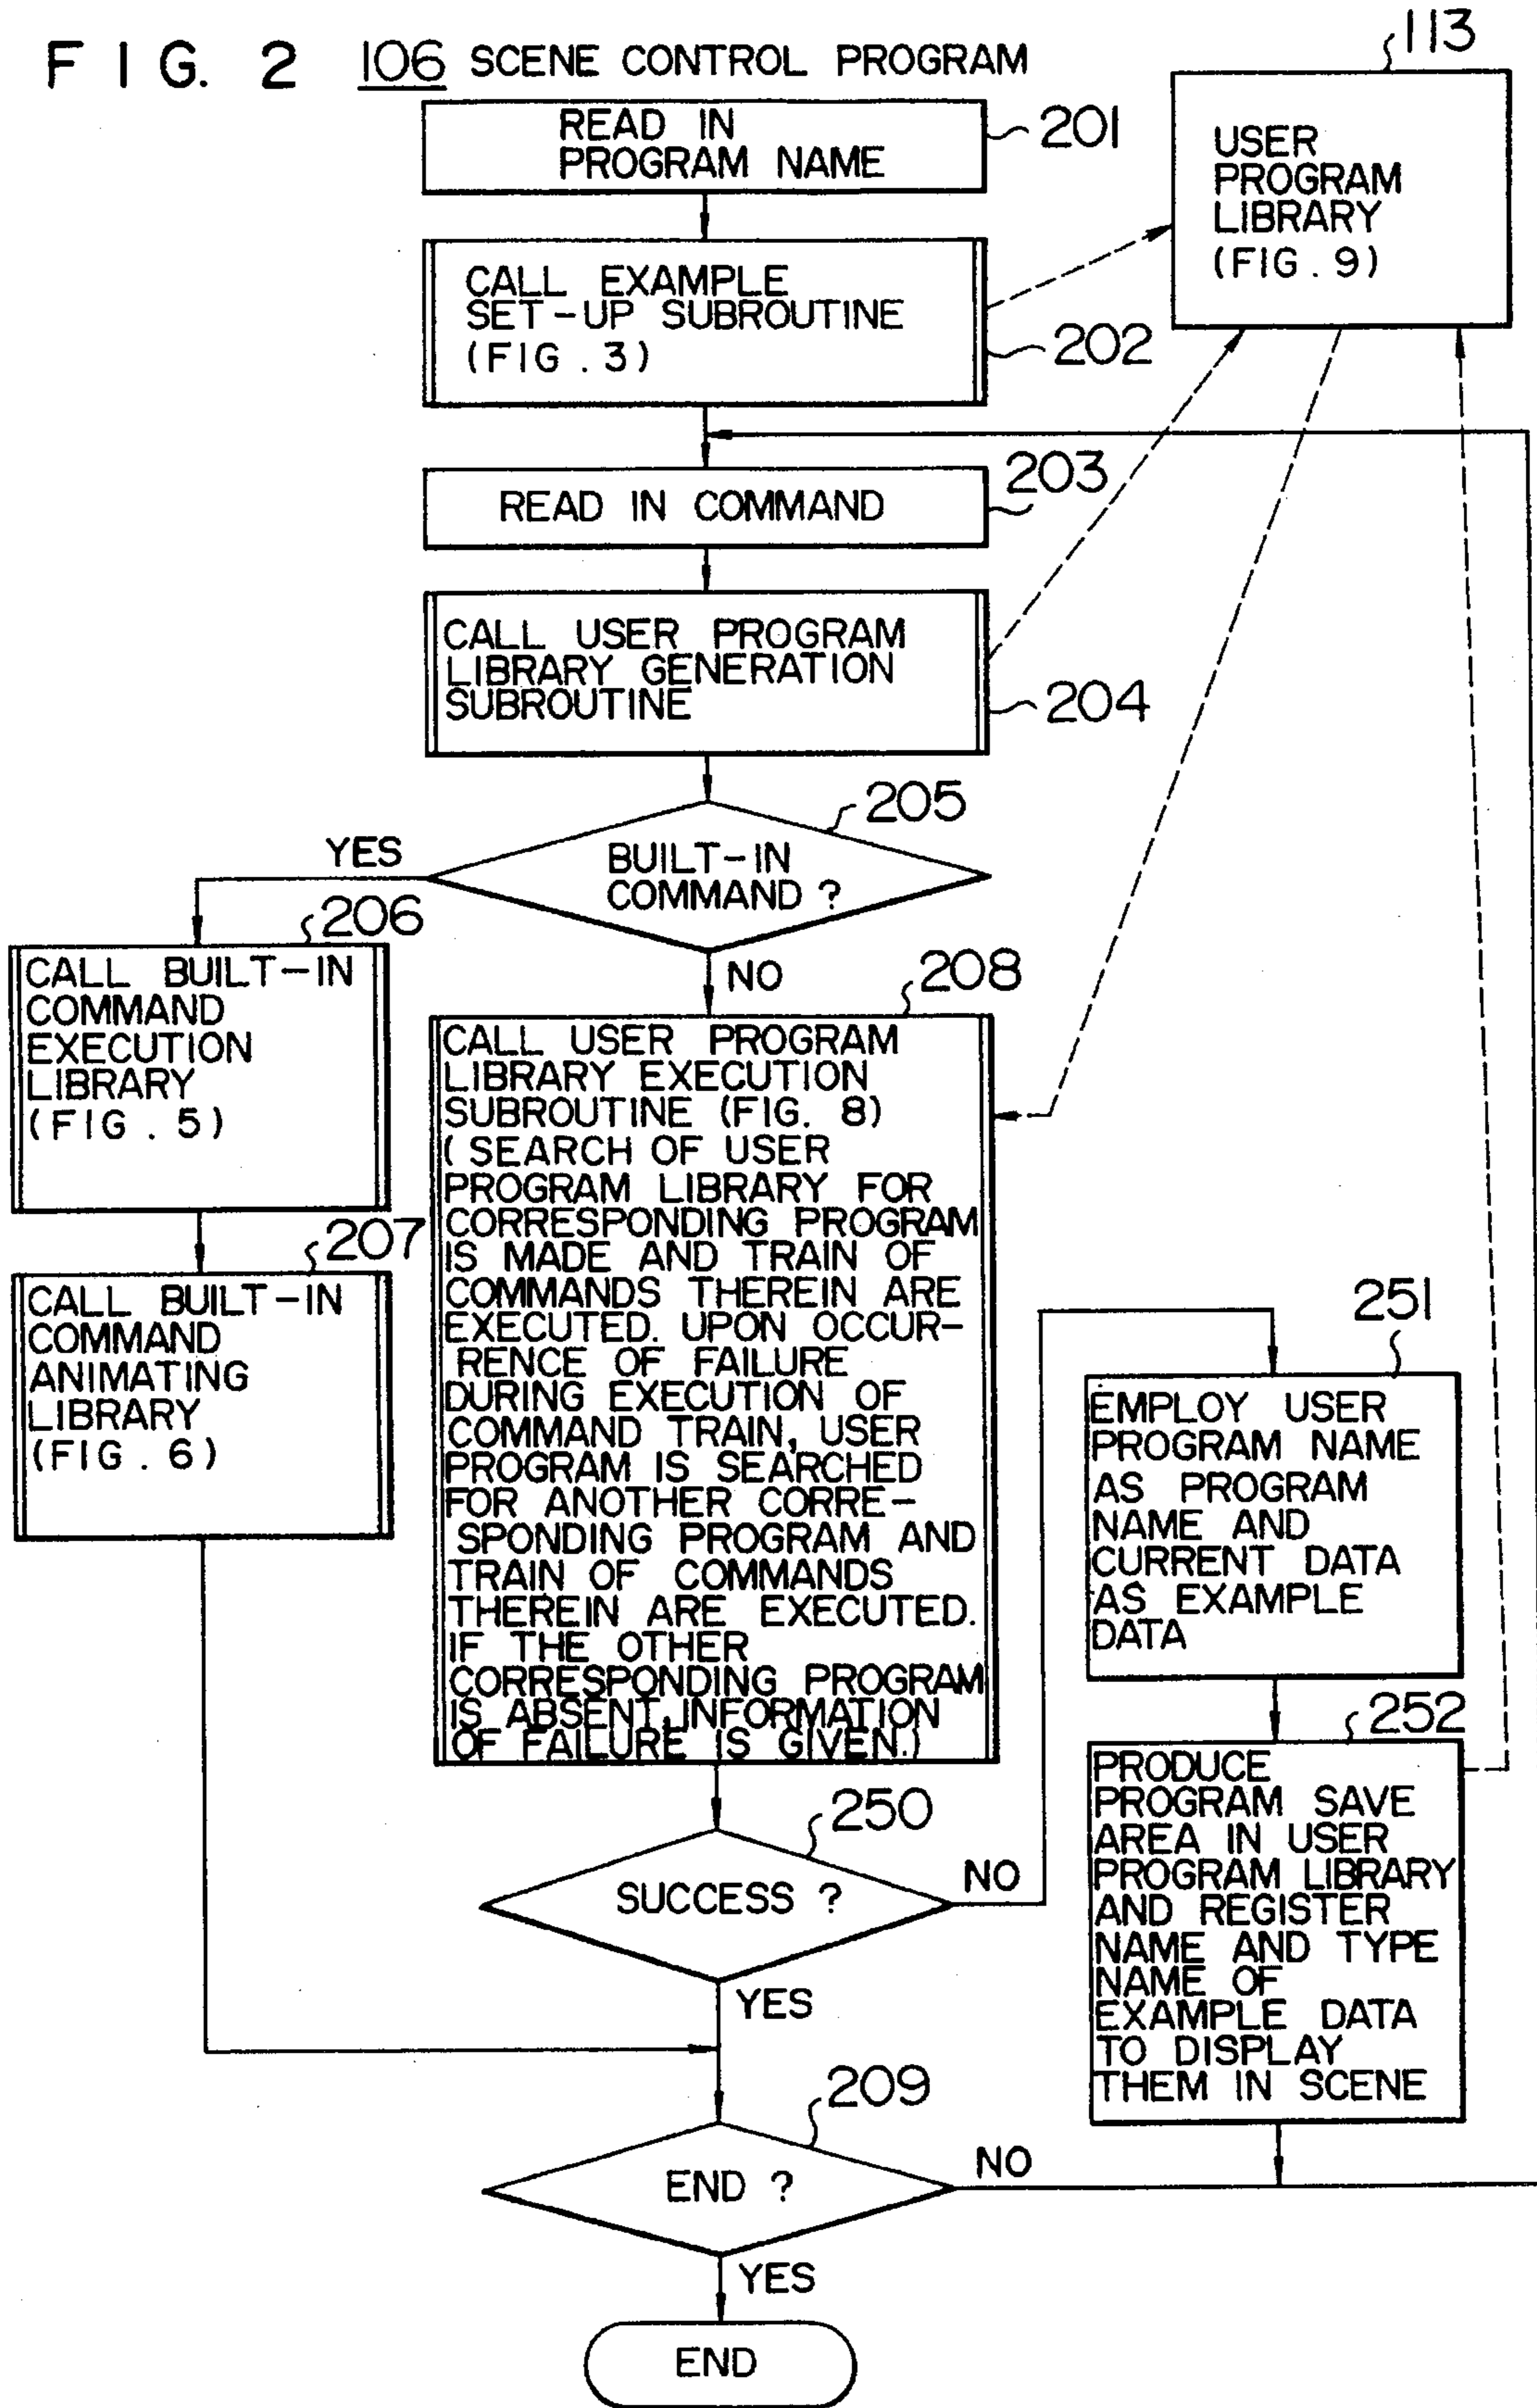 FIG. 2 106 SCENE CONTROL PROGRAM
113
READ IN
PROGRAM NAME
201
USER
PROGRAM
LIBRARY
(FIG. 9)
CALL EXAMPLE
SET-UP SUBROUTINE
(FIG. 3)
202
READ IN COMMAND
203
CALL USER PROGRAM
LIBRARY GENERATION
SUBROUTINE
204
205
BUILT-IN
COMMAND ?
YES
NO
206
CALL BUILT-IN
COMMAND
EXECUTION
LIBRARY
(FIG. 5)
207
CALL BUILT-IN
COMMAND
ANIMATING
LIBRARY
(FIG. 6)
208
CALL USER PROGRAM
LIBRARY EXECUTION
SUBROUTINE (FIG. 8)
(SEARCH OF USER
PROGRAM LIBRARY FOR
CORRESPONDING PROGRAM
IS MADE AND TRAIN OF
COMMANDS THEREIN ARE
EXECUTED. UPON OCCUR-
RENCE OF FAILURE
DURING EXECUTION OF
COMMAND TRAIN, USER
PROGRAM IS SEARCHED
FOR ANOTHER CORRE-
SPONDING PROGRAM AND
TRAIN OF COMMANDS
THEREIN ARE EXECUTED.
IF THE OTHER
CORRESPONDING PROGRAM
IS ABSENT, INFORMATION
OF FAILURE IS GIVEN.)
250
SUCCESS ?
NO
YES
251
EMPLOY USER
PROGRAM NAME
AS PROGRAM
NAME AND
CURRENT DATA
AS EXAMPLE
DATA
252
PRODUCE
PROGRAM SAVE
AREA IN USER
PROGRAM LIBRARY
AND REGISTER
NAME AND TYPE
NAME OF
EXAMPLE DATA
TO DISPLAY
THEM IN SCENE
209
END ?
NO
YES
END